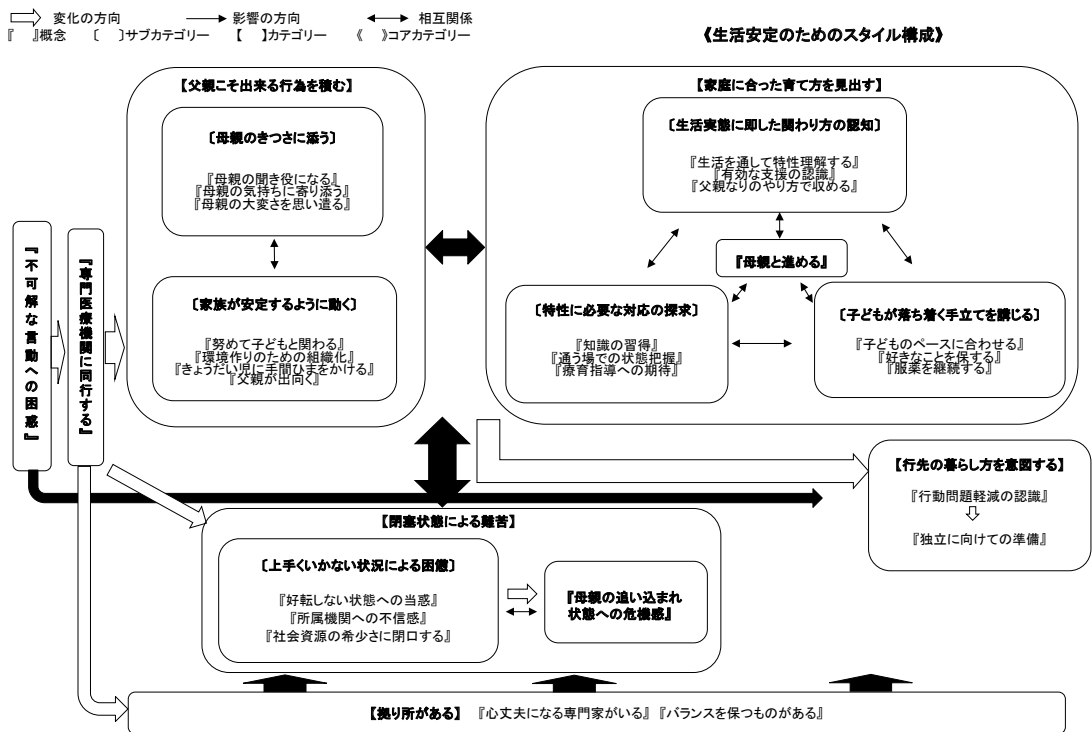 変化の方向 影響の方向 相互関係
『　』概念 〔　〕サブカテゴリー 【　】カテゴリー 《　》コアカテゴリー
《生活安定のためのスタイル構成》
『不可解な言動への困惑』
『専門医療機関に同行する』
【父親こそ出来る行為を積む】
〔母親のきつさに添う〕
『母親の聞き役になる』
『母親の気持ちに寄り添う』
『母親の大変さを思い遣る』
〔家族が安定するように動く〕
『努めて子どもと関わる』
『環境作りのための組織化』
『きょうだい児に手間ひまをかける』
『父親が出向く』
【家庭に合った育て方を見出す】
〔生活実態に即した関わり方の認知〕
『生活を通して特性理解する』
『有効な支援の認識』
『父親なりのやり方で収める』
『母親と進める』
〔特性に必要な対応の探求〕
『知識の習得』
『通う場での状態把握』
『療育指導への期待』
〔子どもが落ち着く手立てを講じる〕
『子どものペースに合わせる』
『好きなことを保する』
『服薬を継続する』
【行先の暮らし方を意図する】
『行動問題軽減の認識』
『独立に向けての準備』
【閉塞状態による難苦】
〔上手くいかない状況による困憊〕
『好転しない状態への当惑』
『所属機関への不信感』
『社会資源の希少さに閉口する』
『母親の追い込まれ
状態への危機感』
【拠り所がある】 『心丈夫になる専門家がいる』 『バランスを保つものがある』